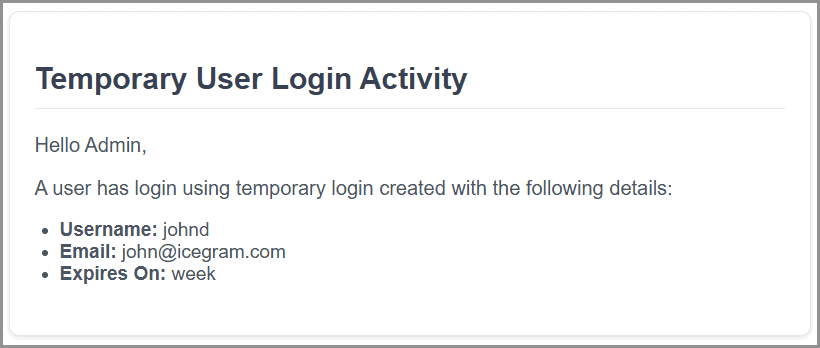 Temporary User Login Activity
Hello Admin,
A user has login using temporary login created with the following details:
• Username: johnd
• Email: john@icegram.com
• Expires On: week